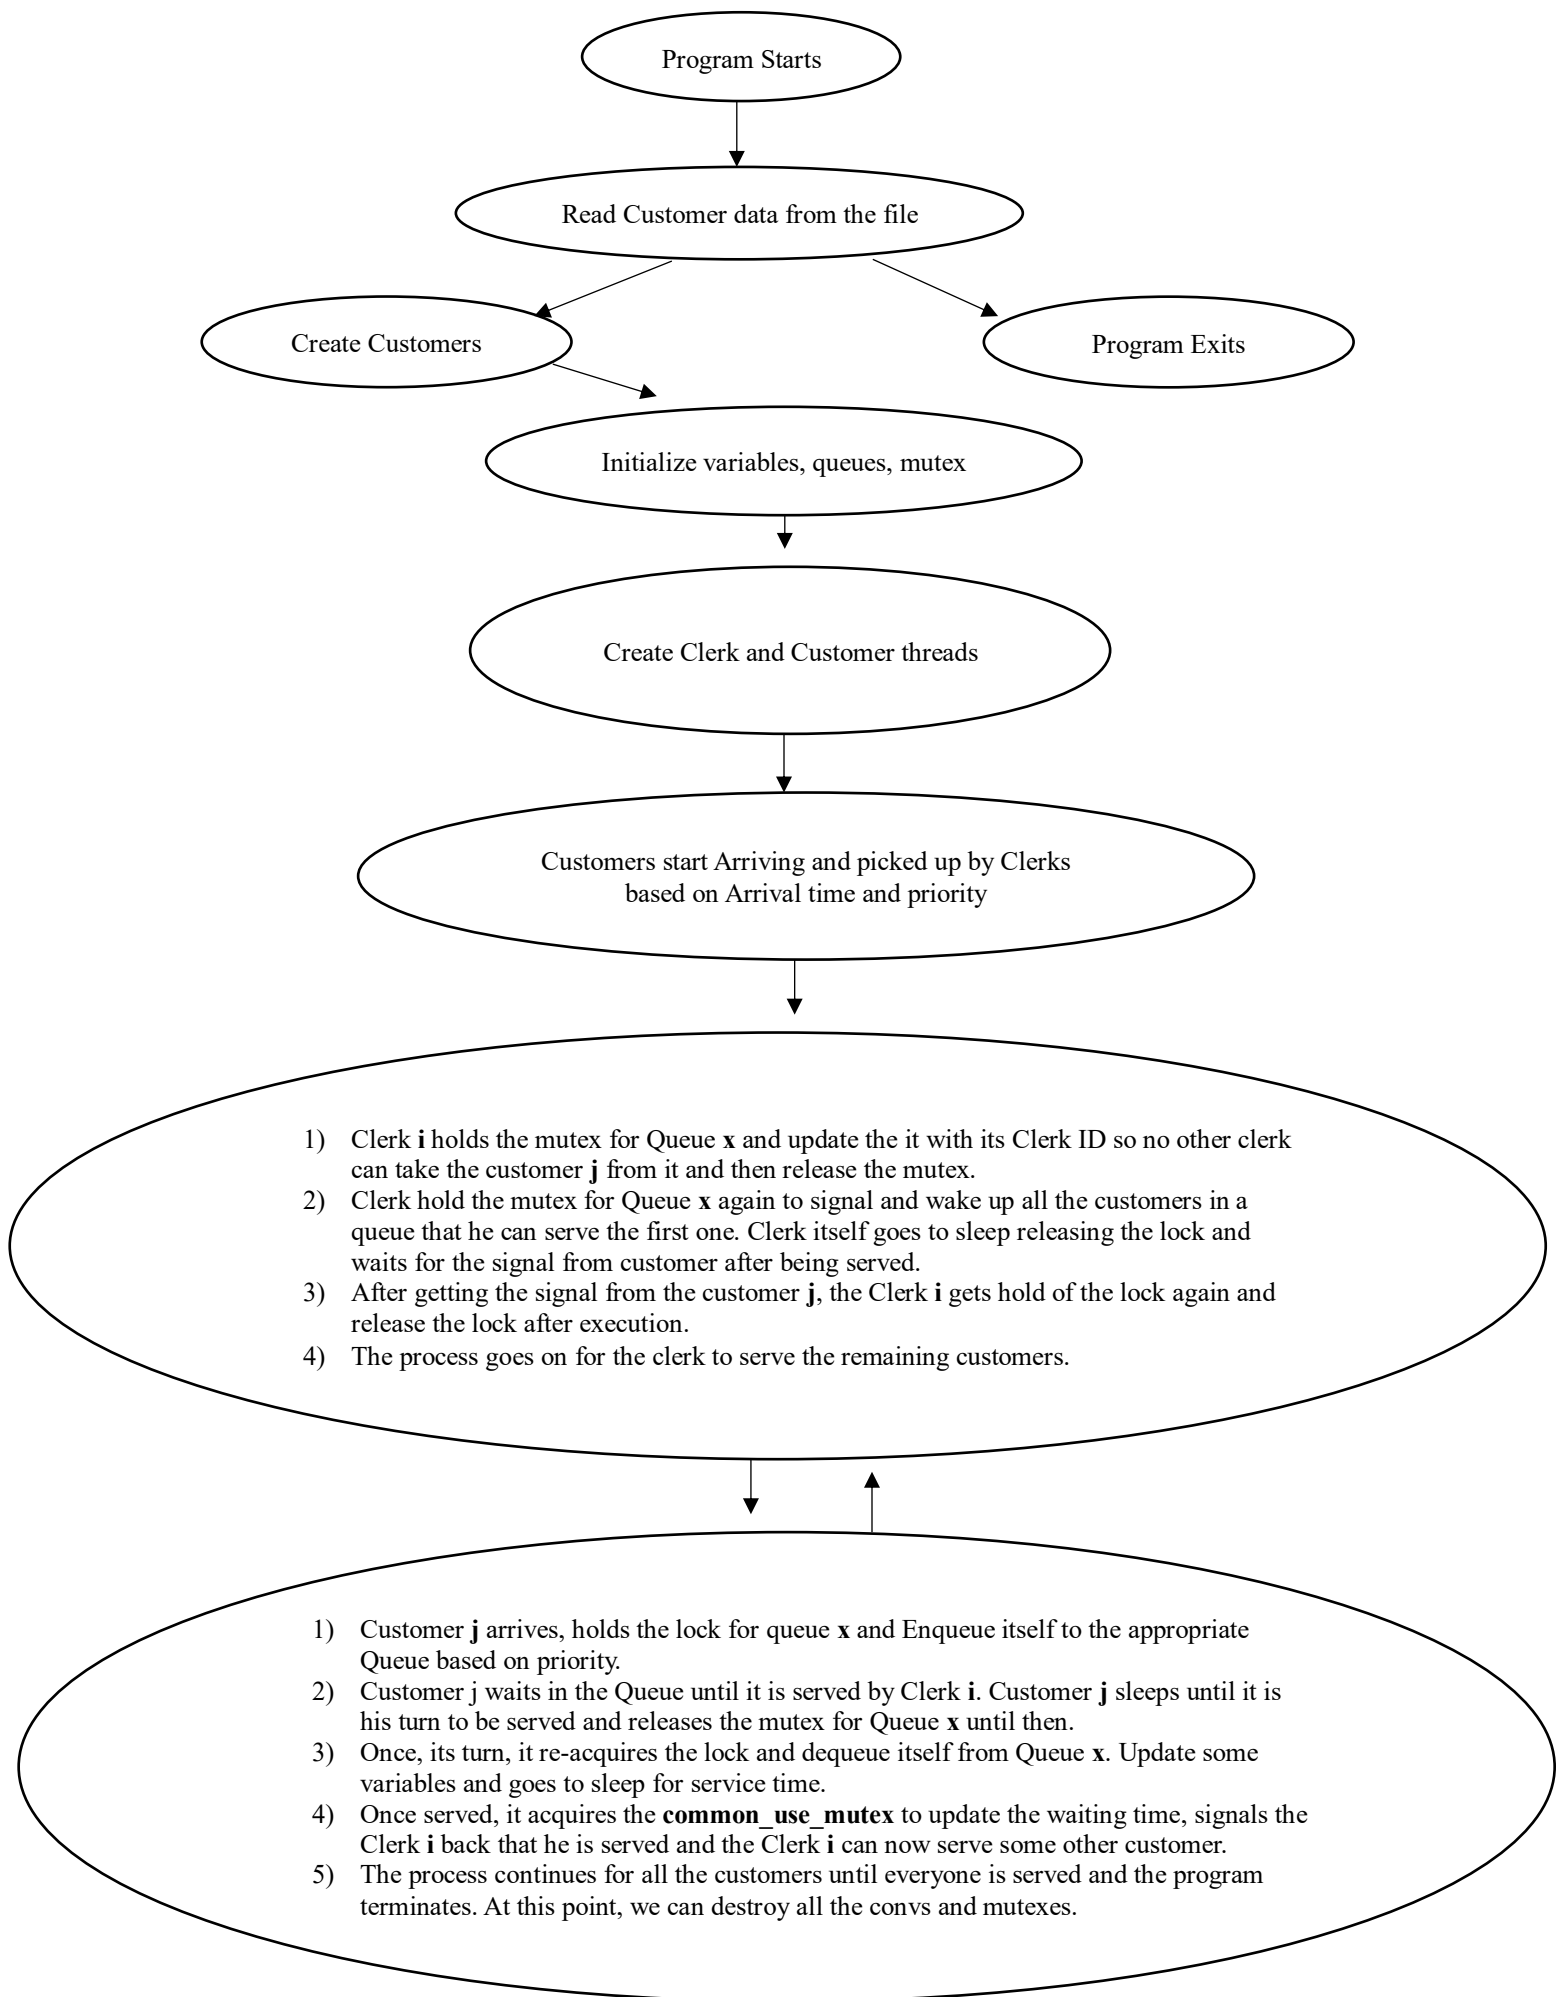 Program Starts
Read Customer data from the file
Create Customers
Program Exits
Initialize variables, queues, mutex
Create Clerk and Customer threads
Customers start Arriving and picked up by Clerks
based on Arrival time and priority
1) Clerk i holds the mutex for Queue x and update the it with its Clerk ID so no other clerk
can take the customer j from it and then release the mutex.
2) Clerk hold the mutex for Queue x again to signal and wake up all the customers in a
queue that he can serve the first one. Clerk itself goes to sleep releasing the lock and
waits for the signal from customer after being served.
3) After getting the signal from the customer j, the Clerk i gets hold of the lock again and
release the lock after execution.
4) The process goes on for the clerk to serve the remaining customers.
1) Customer j arrives, holds the lock for queue x and Enqueue itself to the appropriate
Queue based on priority.
2) Customer j waits in the Queue until it is served by Clerk i. Customer j sleeps until it is
his turn to be served and releases the mutex for Queue x until then.
3) Once, its turn, it re-acquires the lock and dequeue itself from Queue x. Update some
variables and goes to sleep for service time.
4) Once served, it acquires the common_use_mutex to update the waiting time, signals the
Clerk i back that he is served and the Clerk i can now serve some other customer.
5) The process continues for all the customers until everyone is served and the program
terminates. At this point, we can destroy all the convs and mutexes.